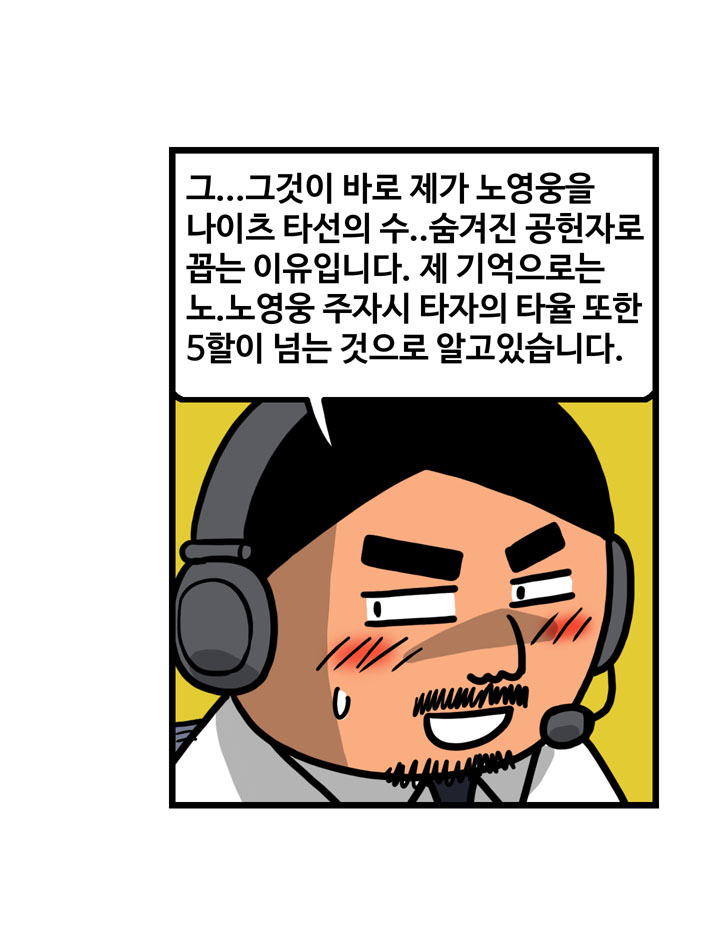 그...그것이 바로 제가 노영웅을
나이츠 타선의 수..숨겨진 공헌자로
꼽는 이유입니다. 제 기억으로는
노.노영웅 주자시 타자의 타율 또한
5할이 넘는 것으로 알고있습니다.